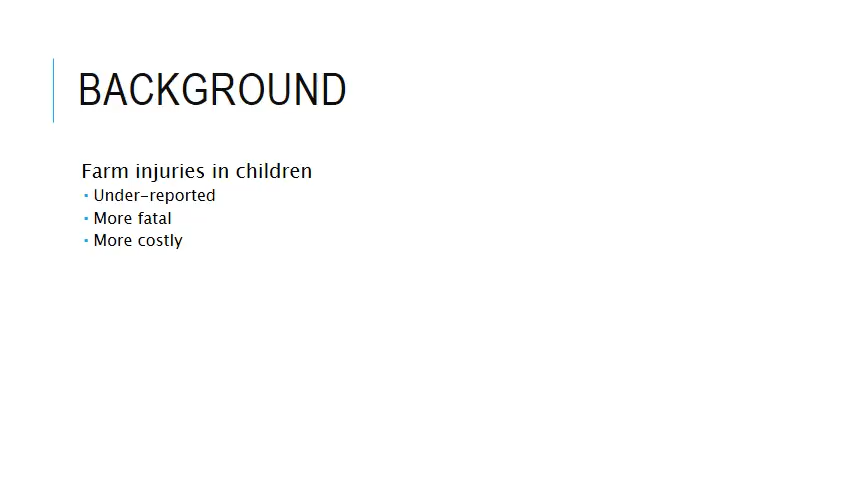 BACKGROUND
Farm injuries in children
▪ Under-reported
▪ More fatal
▪ More costly